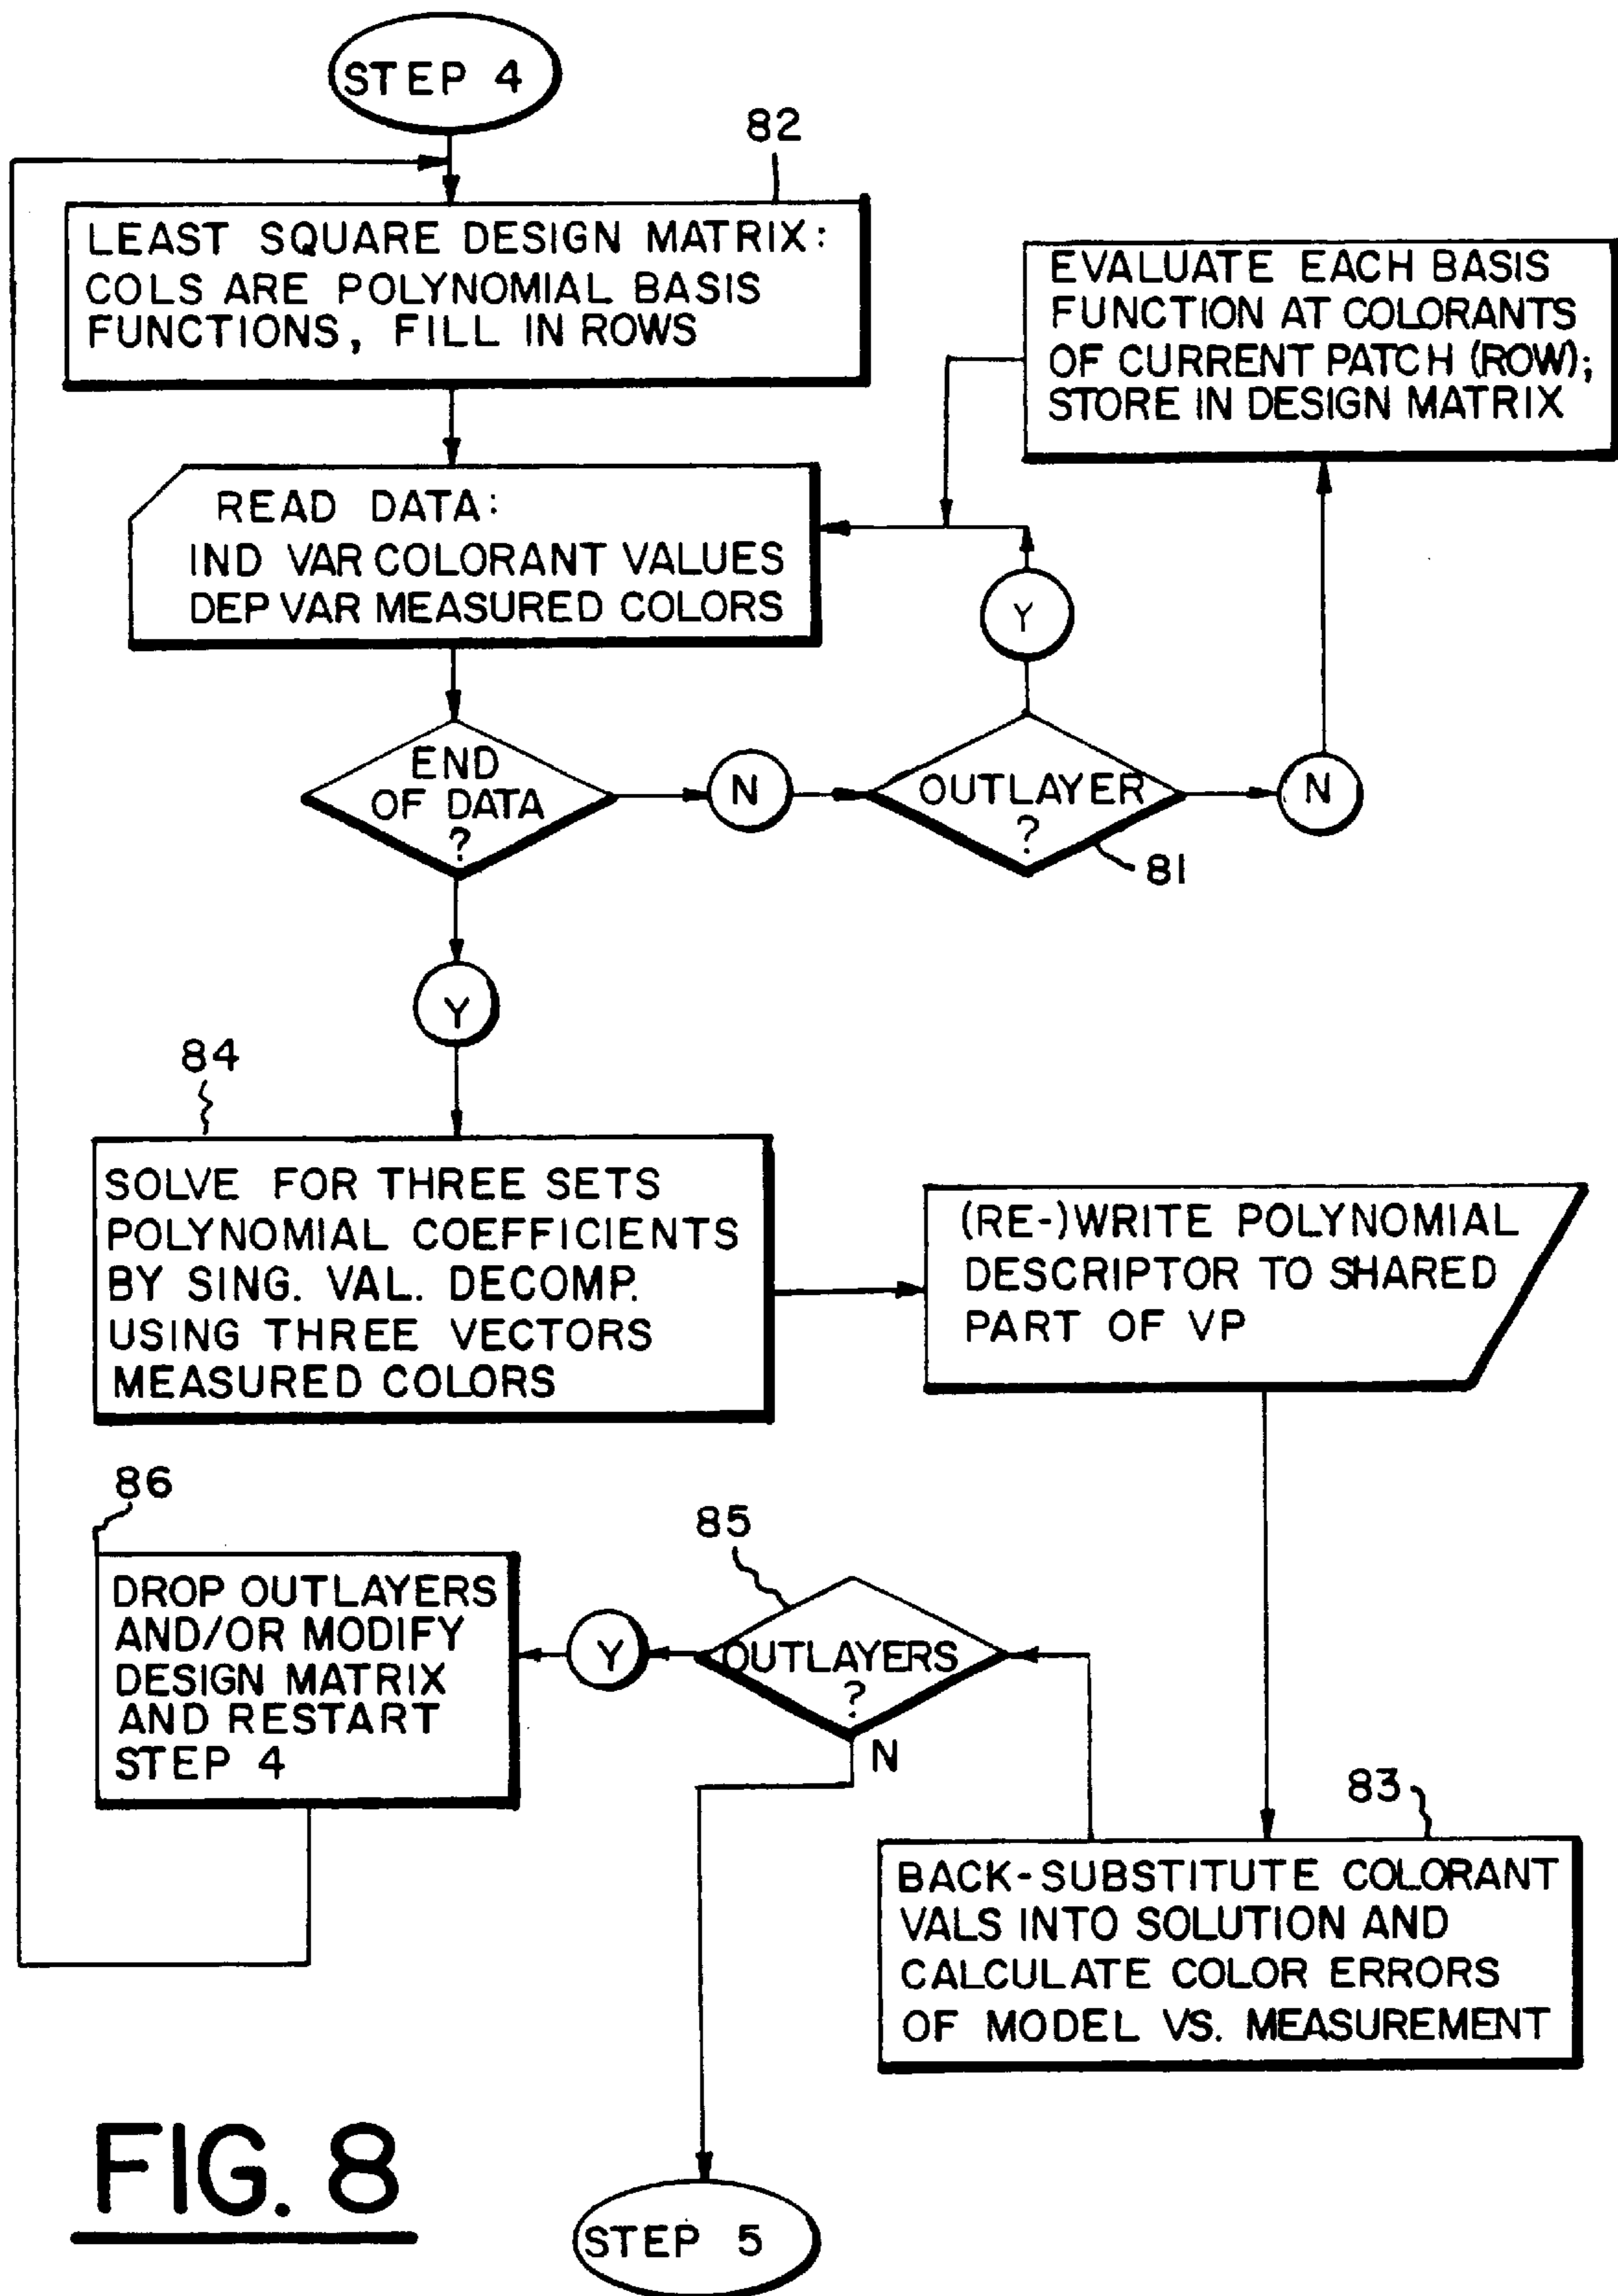 STEP 4
82
LEAST SQUARE DESIGN MATRIX:
COLS ARE POLYNOMIAL BASIS
FUNCTIONS, FILL IN ROWS
EVALUATE EACH BASIS
FUNCTION AT COLORANTS
OF CURRENT PATCH (ROW);
STORE IN DESIGN MATRIX
READ DATA:
IND VAR COLORANT VALUES
DEP VAR MEASURED COLORS
Y
END
OF DATA
?
N
OUTLAYER
?
N
81
Y
84
SOLVE FOR THREE SETS
POLYNOMIAL COEFFICIENTS
BY SING. VAL. DECOMP.
USING THREE VECTORS
MEASURED COLORS
(RE-)WRITE POLYNOMIAL
DESCRIPTOR TO SHARED
PART OF VP
86
DROP OUTLAYERS
AND/OR MODIFY
DESIGN MATRIX
AND RESTART
STEP 4
Y
85
OUTLAYERS
?
N
83
BACK-SUBSTITUTE COLORANT
VALS INTO SOLUTION AND
CALCULATE COLOR ERRORS
OF MODEL VS. MEASUREMENT
FIG. 8
STEP 5